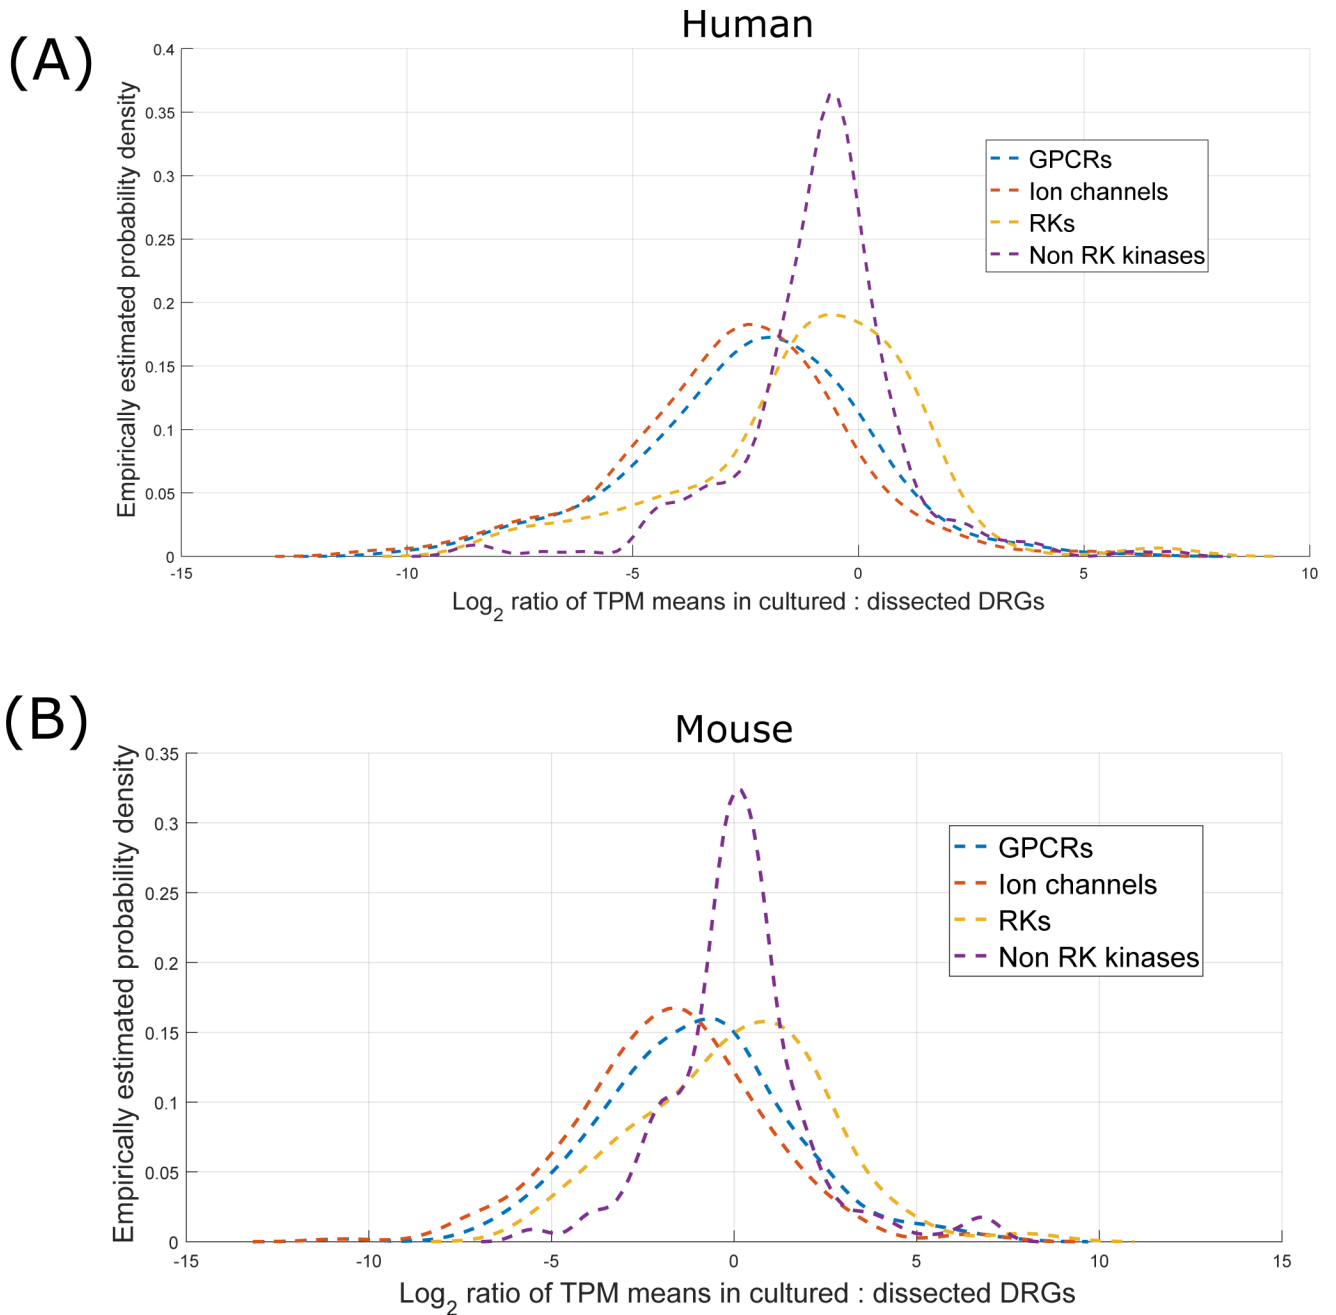 (A)
Human
Empirically estimated probability density
0.4
0.35
0.3
0.25
0.2
0.15
0.1
0.05
0
-15
-10
-5
0
5
10
GPCRs
Ion channels
RKs
Non RK kinases
Log2 ratio of TPM means in cultured : dissected DRGs
(B)
Mouse
Empirically estimated probability density
0.35
0.3
0.25
0.2
0.15
0.1
0.05
0
-15
-10
-5
0
5
10
15
GPCRs
Ion channels
RKs
Non RK kinases
Log2 ratio of TPM means in cultured : dissected DRGs